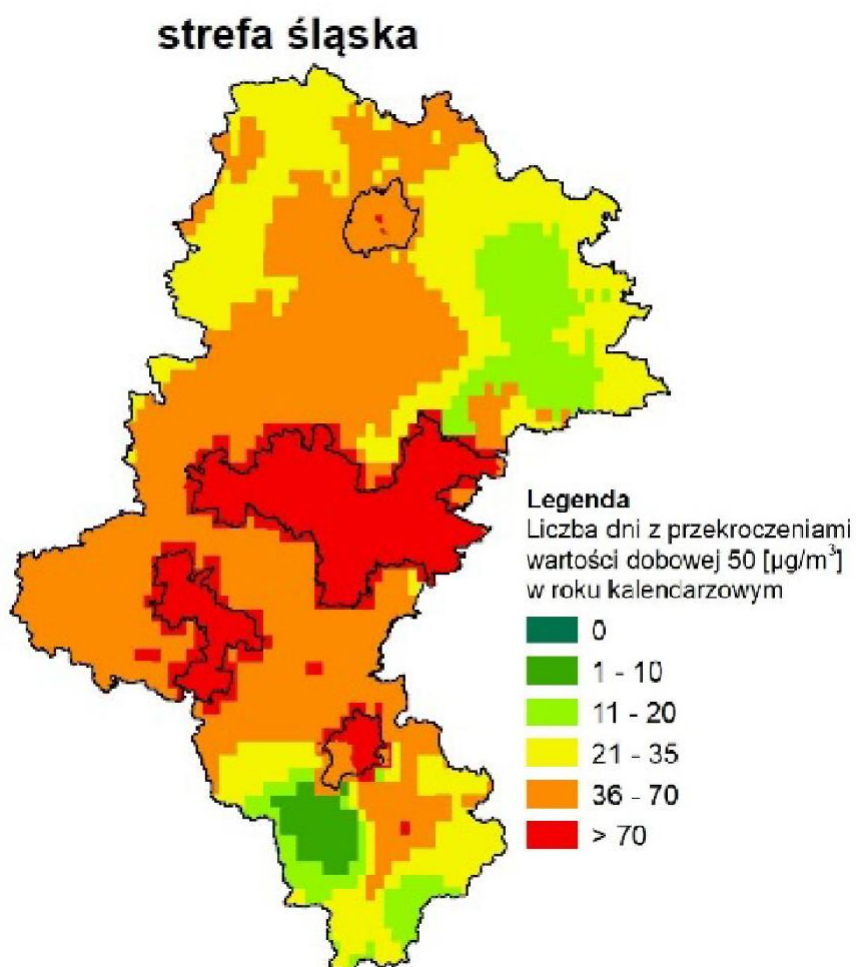 strefa śląska
Legenda
Liczba dni z przekroczeniami
wartości dobowej 50 [µg/m³]
w roku kalendarzowym
0
1 - 10
11 - 20
21 - 35
36 - 70
> 70